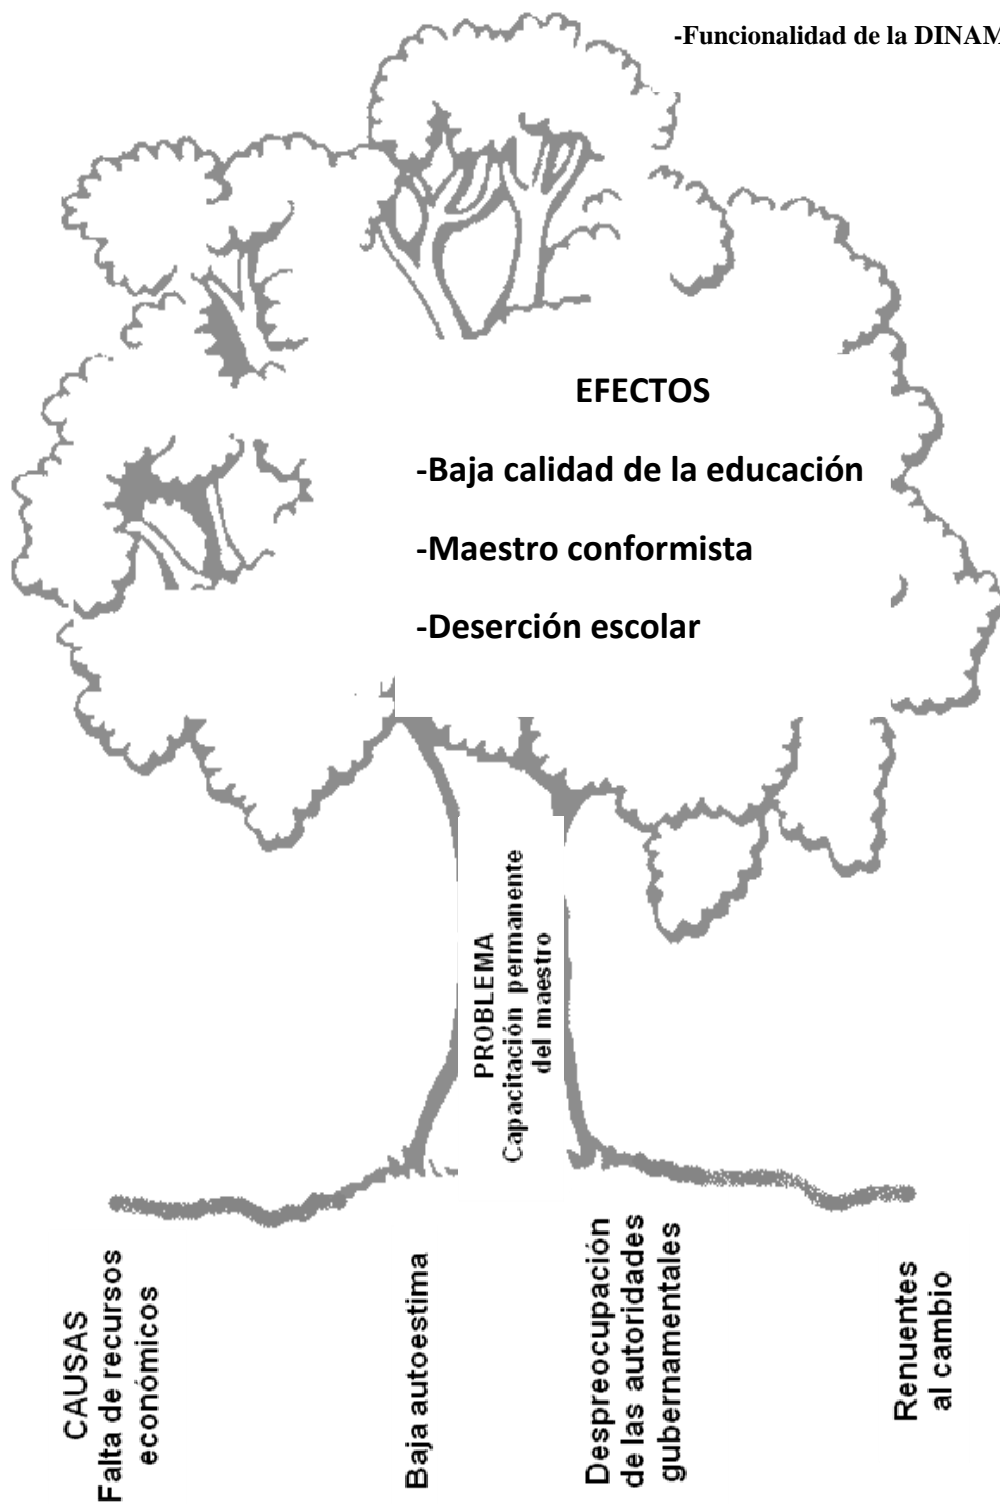 -Funcionalidad de la DINAM
EFECTOS
-Baja calidad de la educación
-Maestro conformista
-Deserción escolar
PROBLEMA
Capacitación permanente
del maestro
CAUSAS
Falta de recursos
económicos
Baja autoestima
Despreocupación
de las autoridades
gubernamentales
Renuentes
al cambio